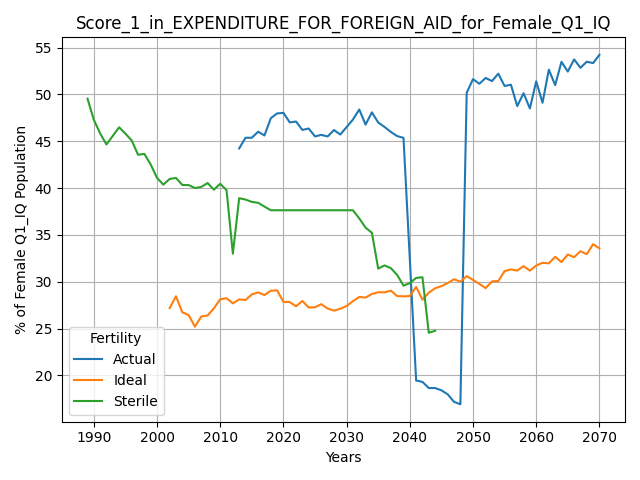 Score_1_in_EXPENDITURE_FOR_FOREIGN_AID_for_Female_Q1_IQ
55
50
45
40
35
30
25
20
% of Female Q1_IQ Population
Fertility
Actual
Ideal
Sterile
1990 2000 2010 2020 2030 2040 2050 2060 2070
Years